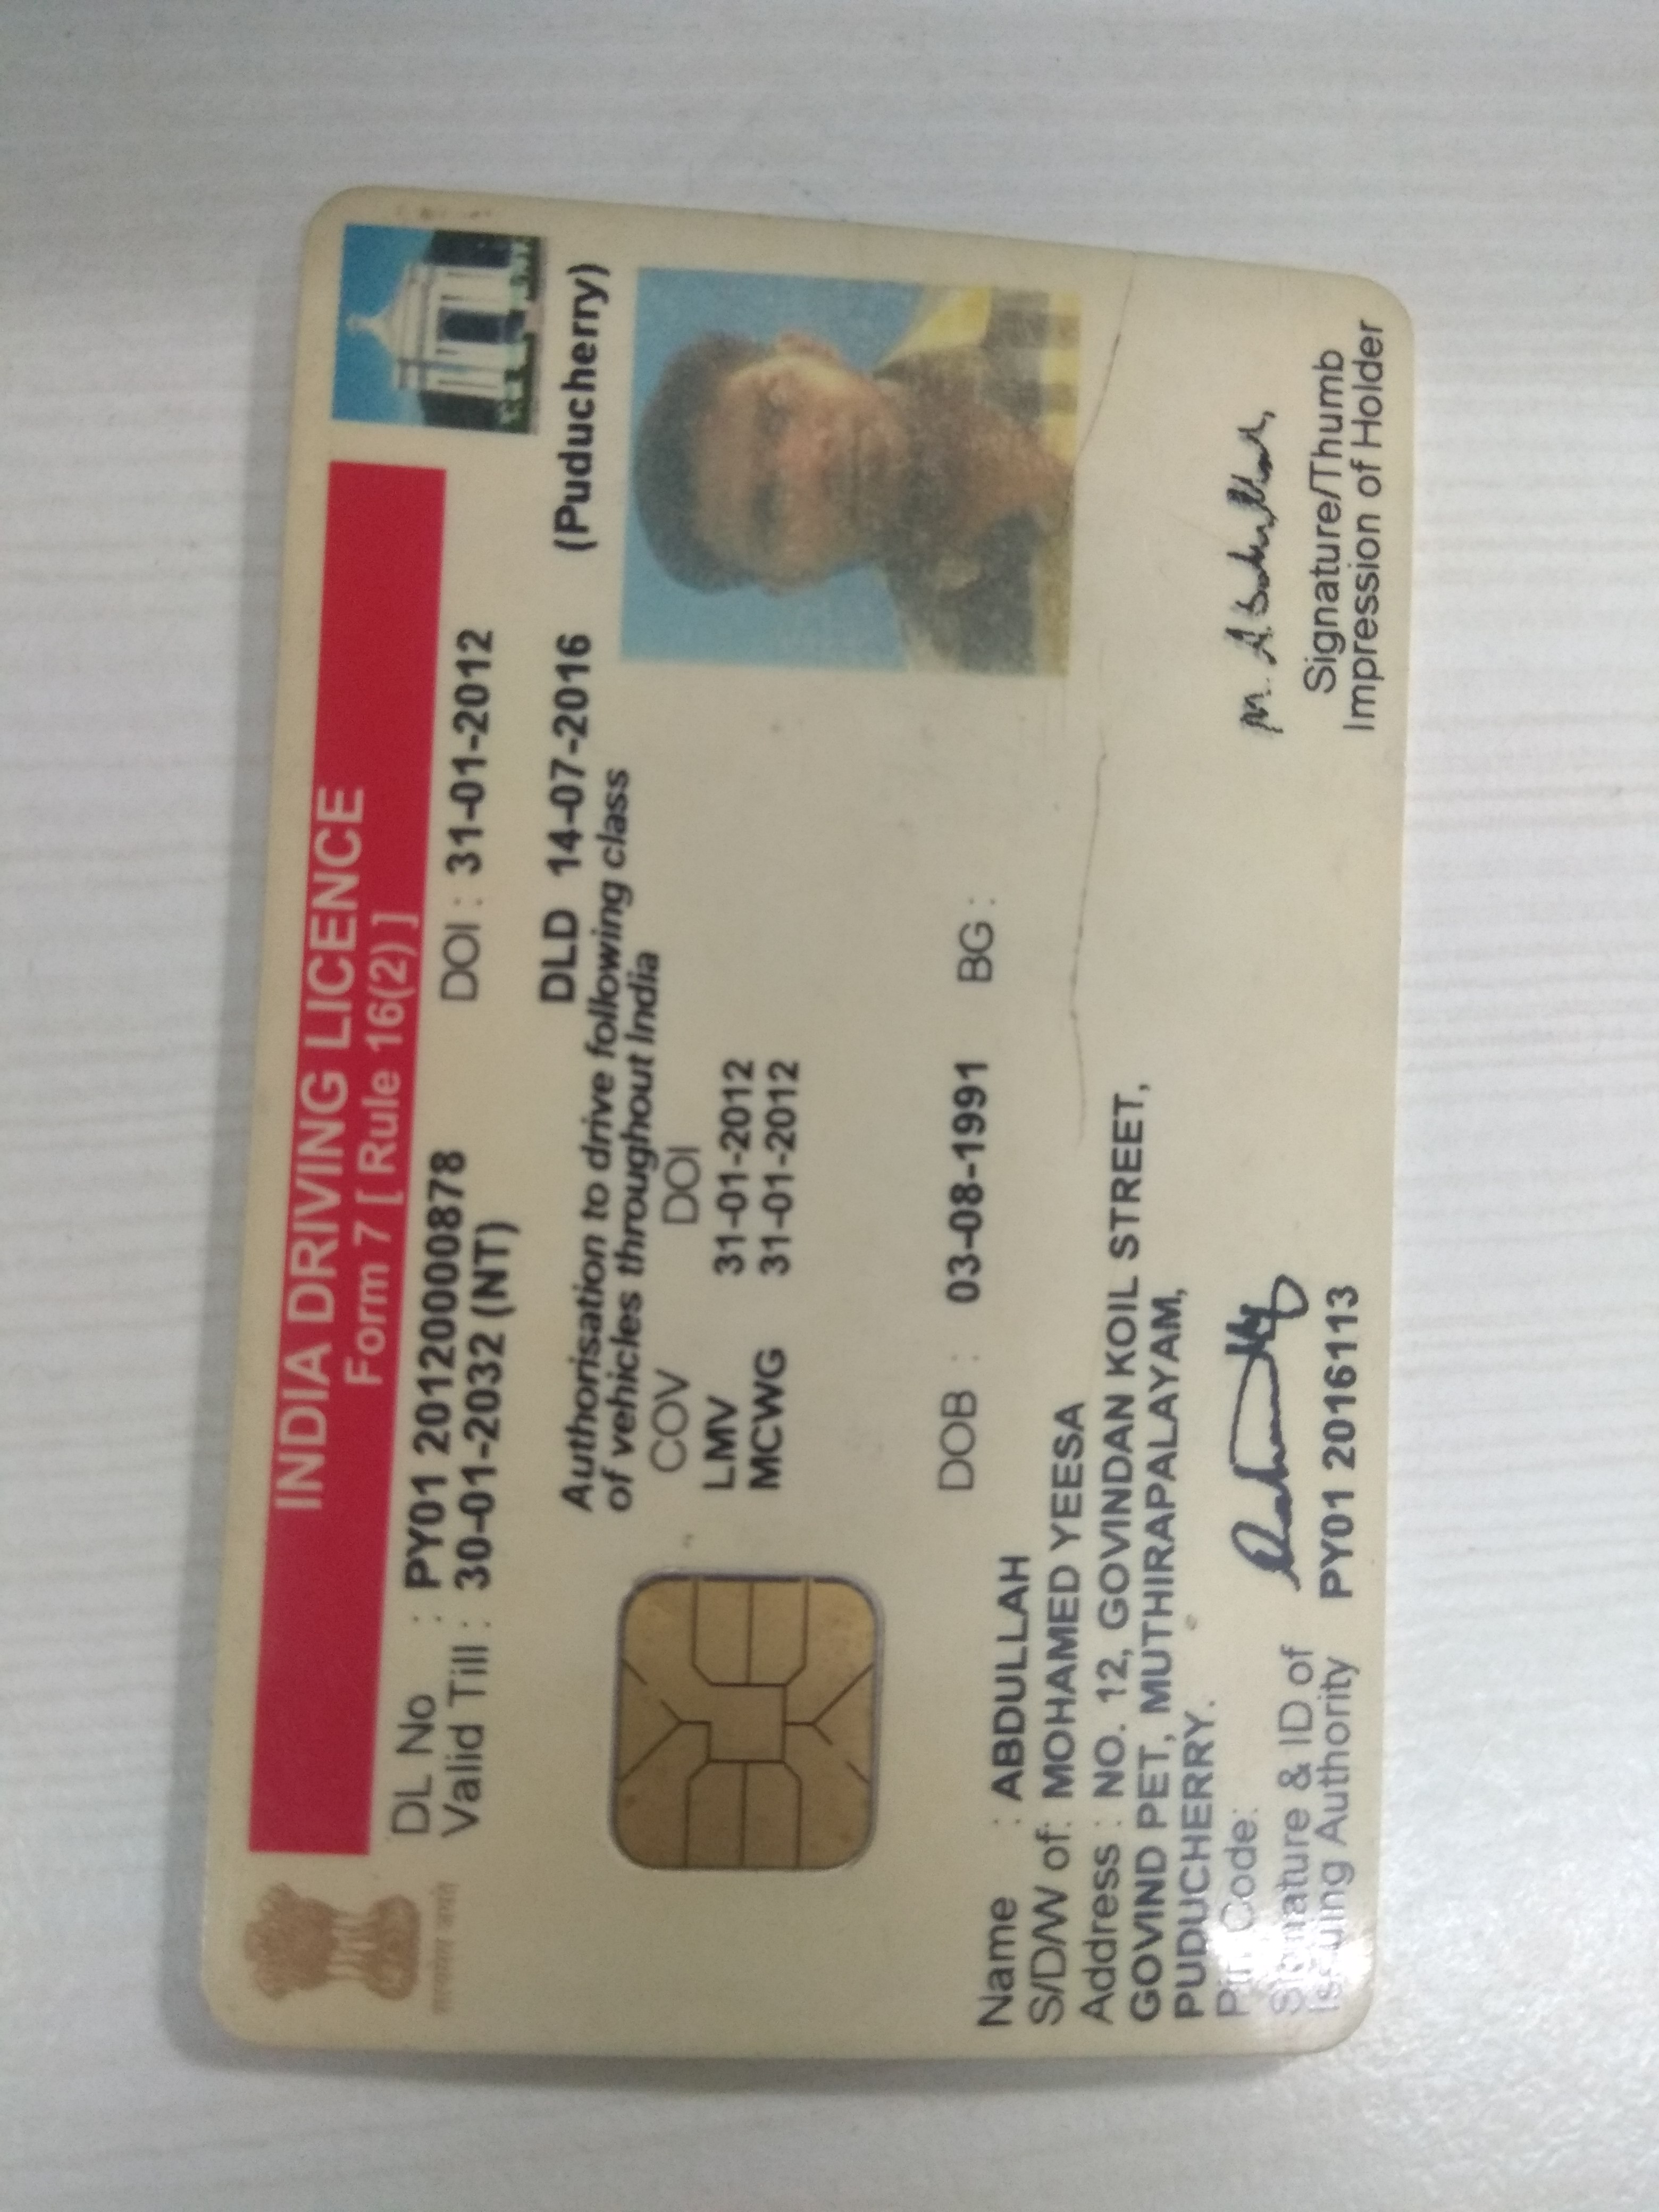 INDIA DRIVING LICENCE
Form 7 [ Rule 16(2) ]
DL No : PY01 20120000878 DOI : 31-01-2012
Valid Till : 30-01-2032 (NT)
DLD 14-07-2016 (Puducherry)
Authorisation to drive following class
of vehicles throughout India
COV DOI
LMV 31-01-2012
MCWG 31-01-2012
DOB : 03-08-1991 BG :
Name : ABDULLAH
S/D/W of: MOHAMED YEESA
Address : NO. 12, GOVINDAN KOIL STREET,
GOVIND PET, MUTHIRAPALAYAM,
PUDUCHERRY.
Pin Code:
M. Abdullah
Signature & ID of
Issuing Authority PY01 2016113
Signature/Thumb
Impression of Holder